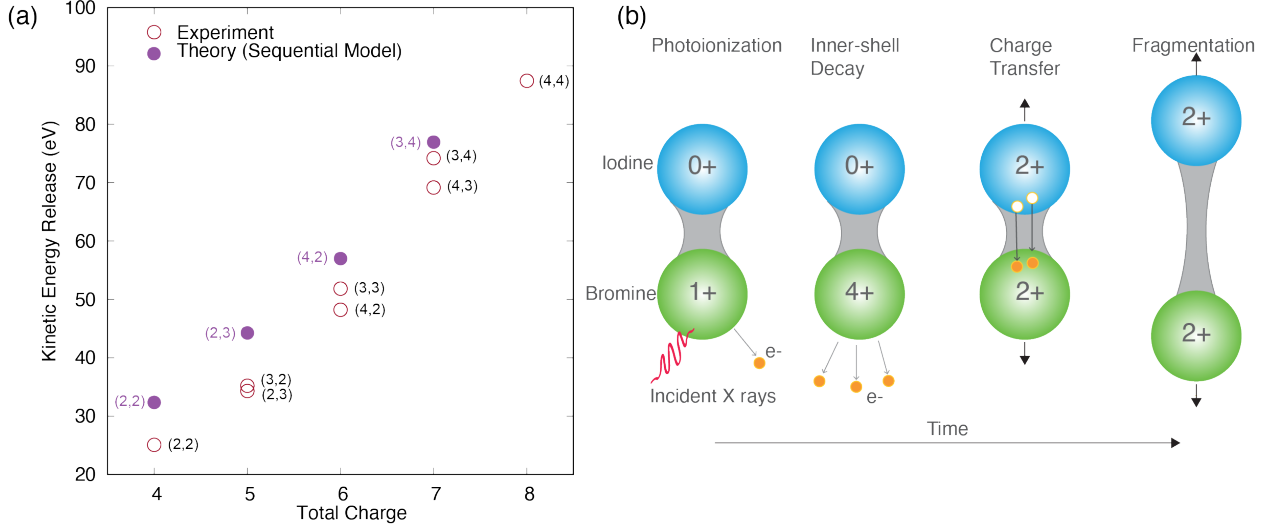 (a)
100
90
80
70
60
50
40
30
20
Kinetic Energy Release (eV)
Experiment
Theory (Sequential Model)
(4,4)
(3,4)
(3,4)
(4,3)
(4,2)
(3,3)
(4,2)
(2,3)
(3,2)
(2,3)
(2,2)
(2,2)
4 5 6 7 8
Total Charge
(b)
Photoionization
Inner-shell
Decay
Charge
Transfer
Fragmentation
Iodine
0+
0+
2+
2+
Bromine
1+
4+
2+
2+
e-
Incident X rays
e-
Time